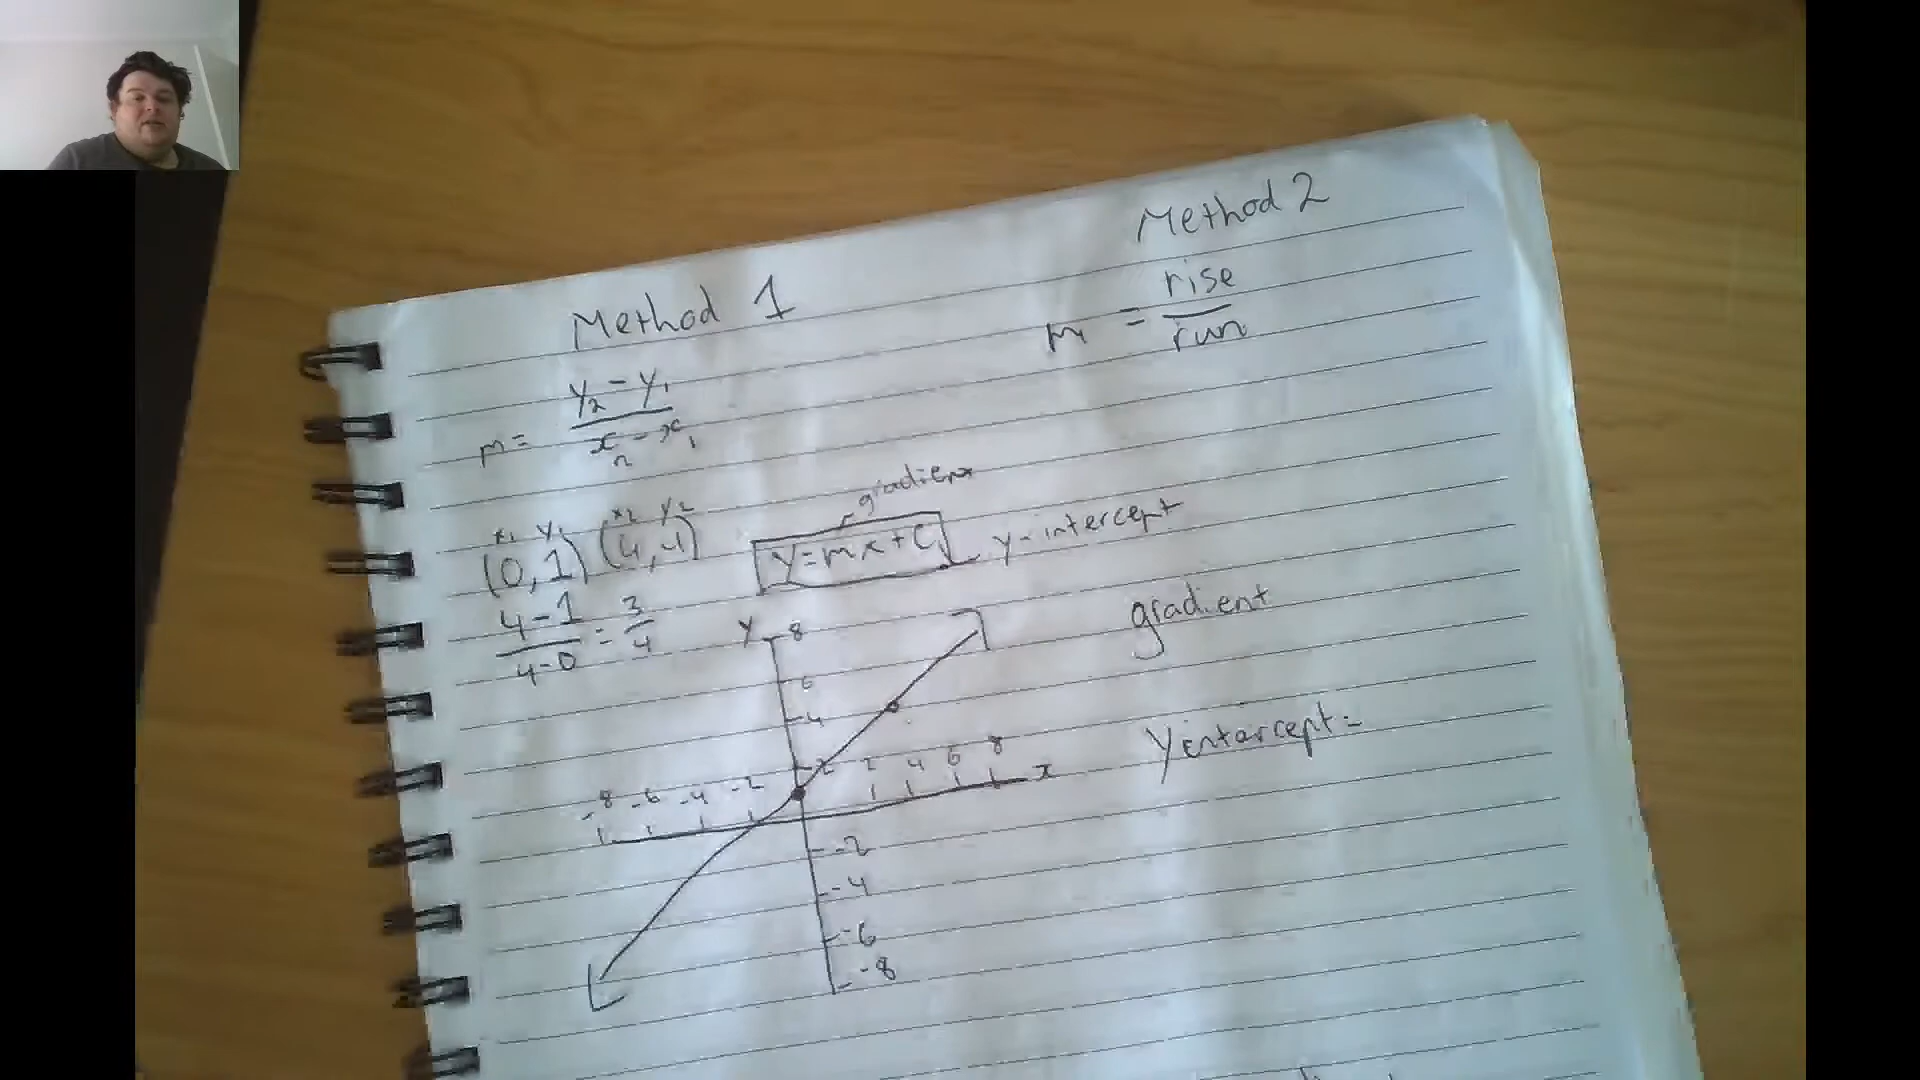 Method 1
m = y₂ - y₁ / x₂ - x₁
x₁ y₁ x₂ y₂
(0,1) (4,4)
4-1 / 4-0 = 3/4
Method 2
m = rise / run
gradient
y=mx+c
y-intercept
gradient
Y intercept=
y
8
6
4
2
-8 -6 -4 -2 2 4 6 8 x
-2
-4
-6
-8